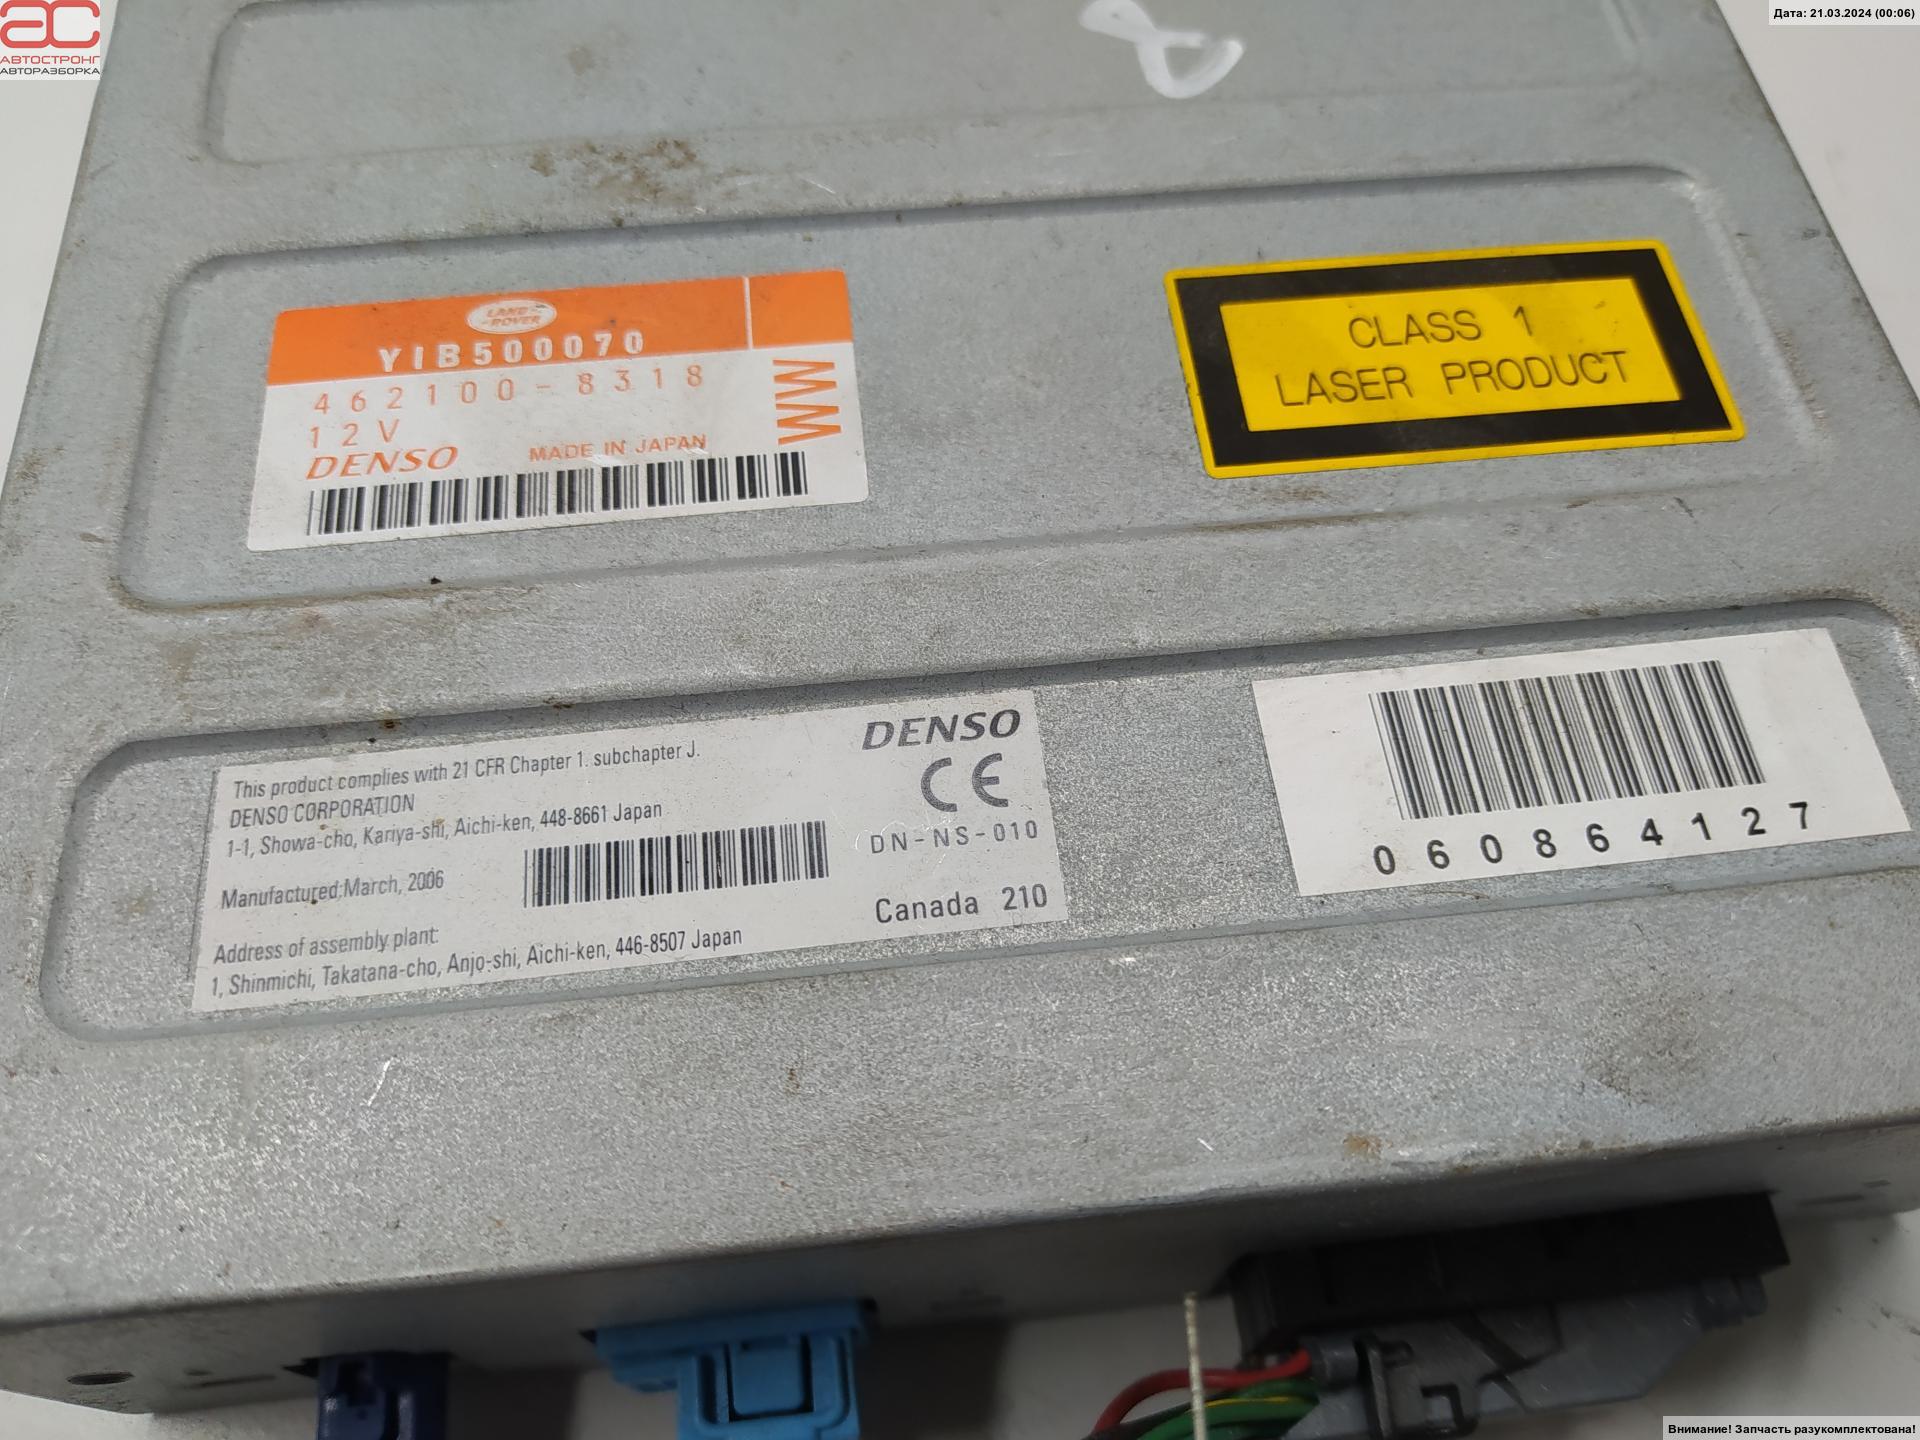 АВТОСТРОНГ
АВТОРАЗБОРКА
Дата: 21.03.2024 (00:06)
8
LAND
ROVER
YIB500070
462100-8318
12V
DENSO MADE IN JAPAN
CLASS 1
LASER PRODUCT
This product complies with 21 CFR Chapter 1. subchapter J.
DENSO CORPORATION
1-1, Showa-cho, Kariya-shi, Aichi-ken, 448-8661 Japan
Manufactured:March, 2006
Address of assembly plant:
1, Shinmichi, Takatana-cho, Anjo-shi, Aichi-ken, 446-8507 Japan
DENSO
CE
DN-NS-010
Canada 210
D
060864127
Внимание! Запчасть разукомплектована!